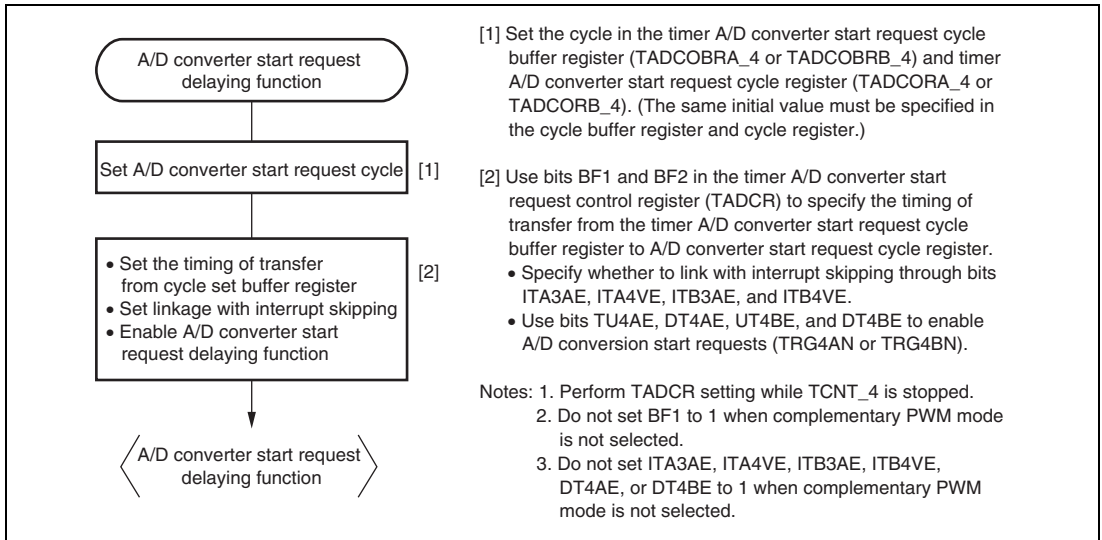 A/D converter start request
delaying function
Set A/D converter start request cycle [1]
• Set the timing of transfer [2]
from cycle set buffer register
• Set linkage with interrupt skipping
• Enable A/D converter start
request delaying function
A/D converter start request
delaying function
[1] Set the cycle in the timer A/D converter start request cycle
buffer register (TADCOBRA_4 or TADCOBRB_4) and timer
A/D converter start request cycle register (TADCORA_4 or
TADCORB_4). (The same initial value must be specified in
the cycle buffer register and cycle register.)
[2] Use bits BF1 and BF2 in the timer A/D converter start
request control register (TADCR) to specify the timing of
transfer from the timer A/D converter start request cycle
buffer register to A/D converter start request cycle register.
• Specify whether to link with interrupt skipping through bits
ITA3AE, ITA4VE, ITB3AE, and ITB4VE.
• Use bits TU4AE, DT4AE, UT4BE, and DT4BE to enable
A/D conversion start requests (TRG4AN or TRG4BN).
Notes: 1. Perform TADCR setting while TCNT_4 is stopped.
2. Do not set BF1 to 1 when complementary PWM mode
is not selected.
3. Do not set ITA3AE, ITA4VE, ITB3AE, ITB4VE,
DT4AE, or DT4BE to 1 when complementary PWM
mode is not selected.